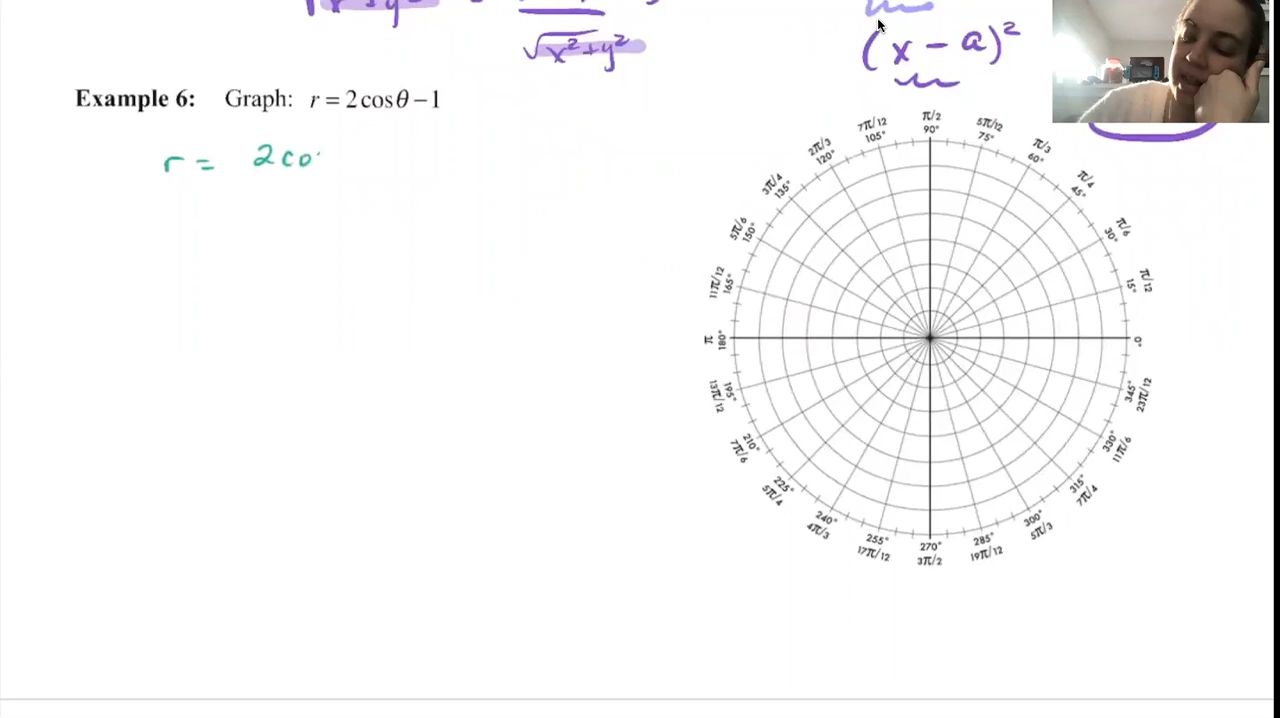 √x²+y²
(x - a)²
Example 6: Graph: r = 2cosθ − 1
r = 2co
π/2 90°
5π/12 75°
π/3 60°
π/4 45°
π/6 30°
π/12 15°
0°
345° 23π/12
330° 11π/6
315° 7π/4
300° 5π/3
285° 19π/12
270° 3π/2
255° 17π/12
240° 4π/3
225° 5π/4
210° 7π/6
195° 13π/12
π 180°
11π/12 165°
5π/6 150°
3π/4 135°
2π/3 120°
7π/12 105°